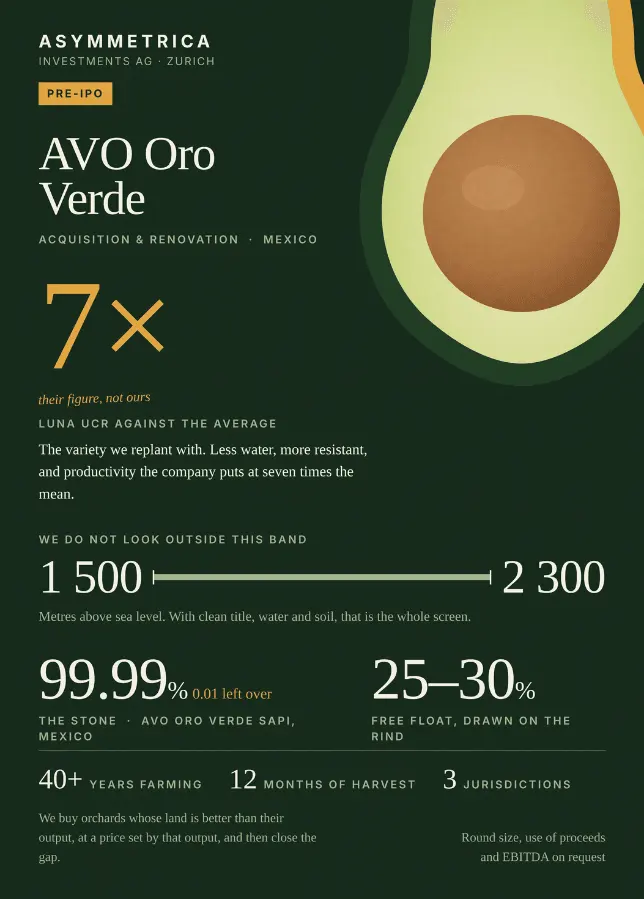 ASYMMETRICA
INVESTMENTS AG · ZURICH
PRE-IPO
AVO Oro
Verde
ACQUISITION & RENOVATION · MEXICO
7×
their figure, not ours
LUNA UCR AGAINST THE AVERAGE
The variety we replant with. Less water, more resistant,
and productivity the company puts at seven times the
mean.
WE DO NOT LOOK OUTSIDE THIS BAND
1 500 2 300
Metres above sea level. With clean title, water and soil, that is the whole screen.
99.99% 0.01 left over
THE STONE · AVO ORO VERDE SAPI,
MEXICO
25–30%
FREE FLOAT, DRAWN ON THE
RIND
40+ YEARS FARMING 12 MONTHS OF HARVEST 3 JURISDICTIONS
We buy orchards whose land is better than their
output, at a price set by that output, and then close the
gap.
Round size, use of proceeds
and EBITDA on request